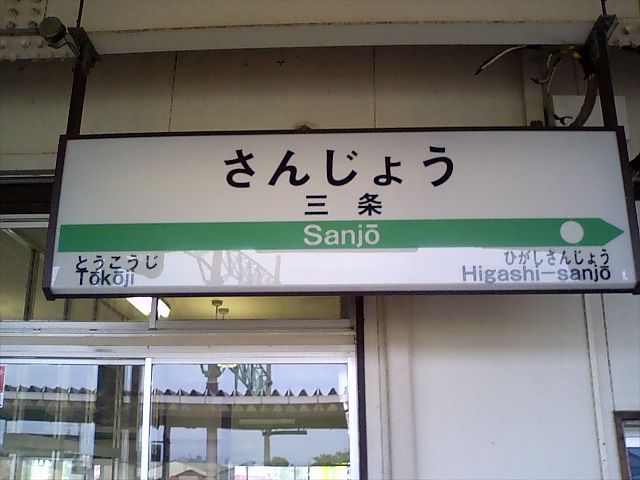 さんじょう
三条
Sanjō
とうこうじ
Tōkōji
ひがしさんじょう
Higashi-sanjō